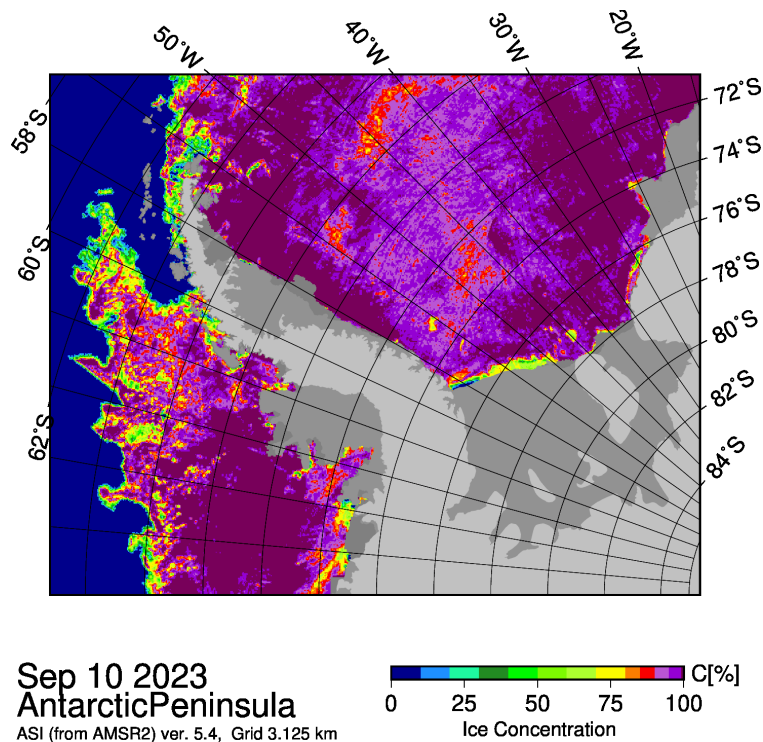 50°W
40°W
30°W
20°W
72°S
74°S
76°S
78°S
80°S
82°S
84°S
58°S
60°S
62°S
Sep 10 2023
AntarcticPeninsula
ASI (from AMSR2) ver. 5.4, Grid 3.125 km
C[%]
0 25 50 75 100
Ice Concentration